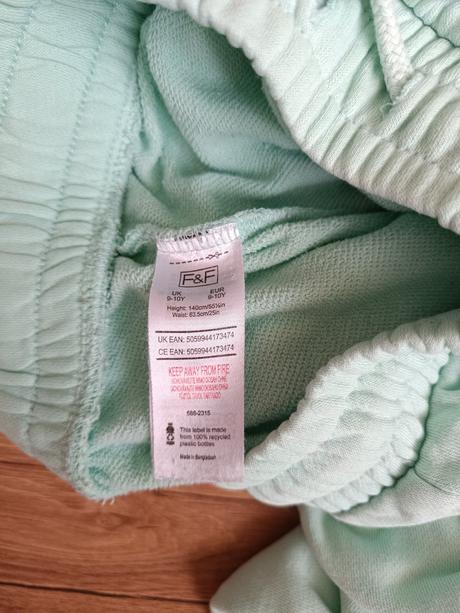 F&F
UK EUR
9-10Y 9-10Y
Height: 140cm/55⅛in
Waist: 63.5cm/25in
UK EAN: 5059944173474
CE EAN: 5059944173474
KEEP AWAY FROM FIRE
588-2315
This label is made
from 100% recycled
plastic bottles
Made in Bangladesh